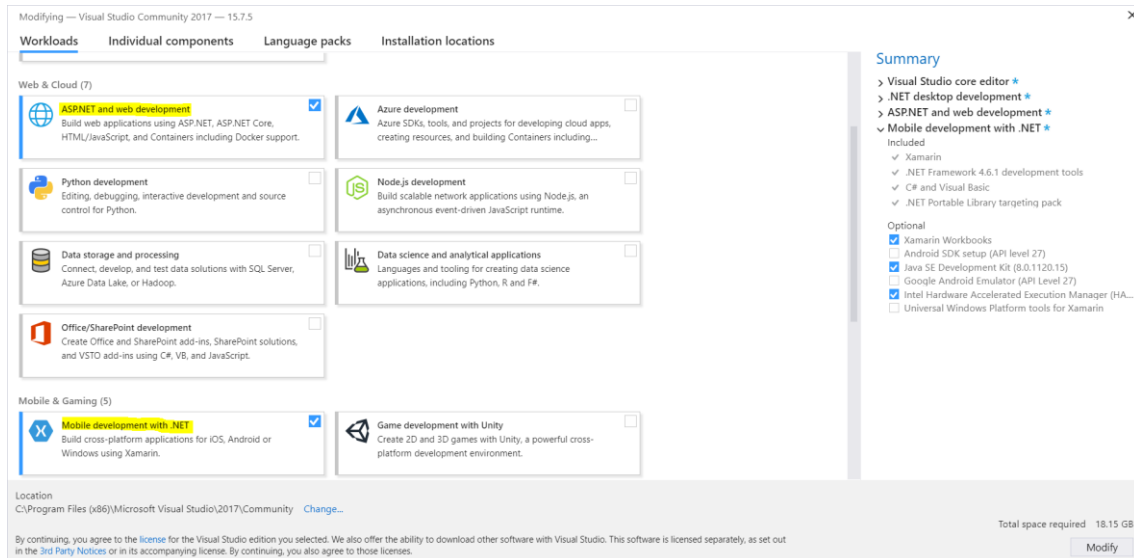 Modifying — Visual Studio Community 2017 — 15.7.5
Workloads Individual components Language packs Installation locations
Web & Cloud (7)
ASP.NET and web development
Build web applications using ASP.NET, ASP.NET Core,
HTML/JavaScript, and Containers including Docker support.
Azure development
Azure SDKs, tools, and projects for developing cloud apps,
creating resources, and building Containers including...
Python development
Editing, debugging, interactive development and source
control for Python.
Node.js development
Build scalable network applications using Node.js, an
asynchronous event-driven JavaScript runtime.
Data storage and processing
Connect, develop, and test data solutions with SQL Server,
Azure Data Lake, or Hadoop.
Data science and analytical applications
Languages and tooling for creating data science
applications, including Python, R and F#.
Office/SharePoint development
Create Office and SharePoint add-ins, SharePoint solutions,
and VSTO add-ins using C#, VB, and JavaScript.
Mobile & Gaming (5)
Mobile development with .NET
Build cross-platform applications for iOS, Android or
Windows using Xamarin.
Game development with Unity
Create 2D and 3D games with Unity, a powerful cross-
platform development environment.
Summary
Visual Studio core editor *
.NET desktop development *
ASP.NET and web development *
Mobile development with .NET *
Included
Xamarin
.NET Framework 4.6.1 development tools
C# and Visual Basic
.NET Portable Library targeting pack
Optional
Xamarin Workbooks
Android SDK setup (API level 27)
Java SE Development Kit (8.0.1120.15)
Google Android Emulator (API Level 27)
Intel Hardware Accelerated Execution Manager (HA...
Universal Windows Platform tools for Xamarin
Location
C:\Program Files (x86)\Microsoft Visual Studio\2017\Community Change...
Total space required 18.15 GB
By continuing, you agree to the license for the Visual Studio edition you selected. We also offer the ability to download other software with Visual Studio. This software is licensed separately, as set out
in the 3rd Party Notices or in its accompanying license. By continuing, you also agree to those licenses.
Modify